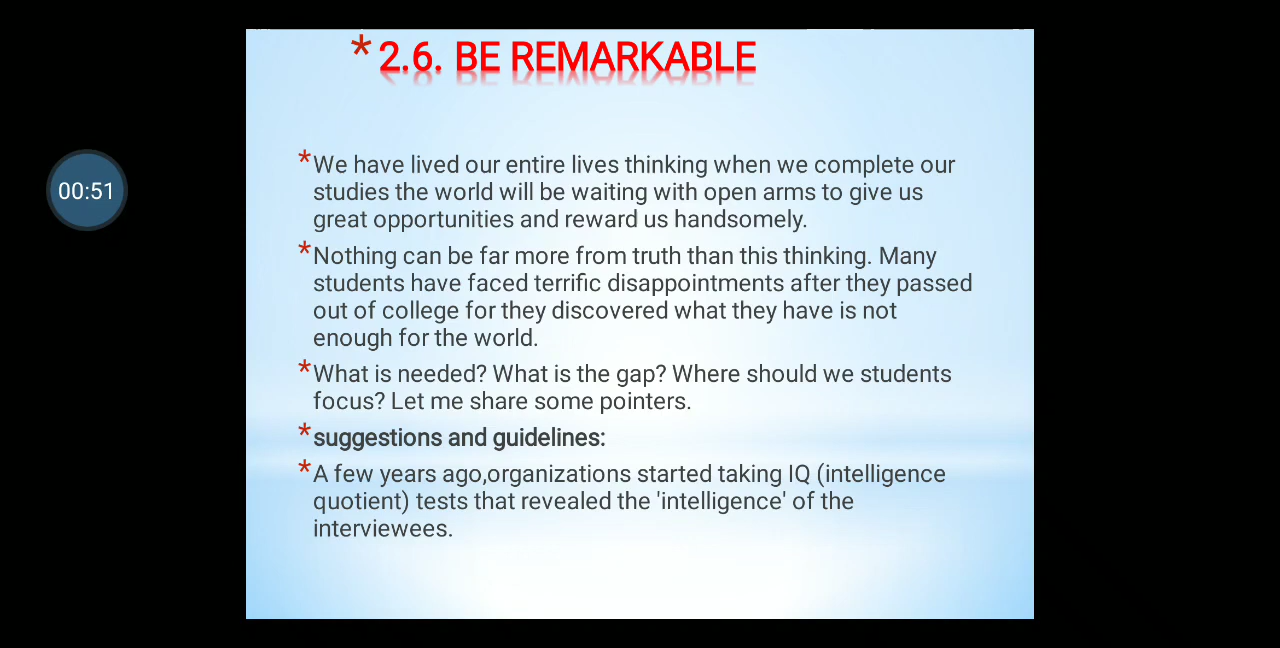 * 2.6. BE REMARKABLE
00:51
* We have lived our entire lives thinking when we complete our
studies the world will be waiting with open arms to give us
great opportunities and reward us handsomely.
* Nothing can be far more from truth than this thinking. Many
students have faced terrific disappointments after they passed
out of college for they discovered what they have is not
enough for the world.
* What is needed? What is the gap? Where should we students
focus? Let me share some pointers.
* suggestions and guidelines:
* A few years ago,organizations started taking IQ (intelligence
quotient) tests that revealed the 'intelligence' of the
interviewees.